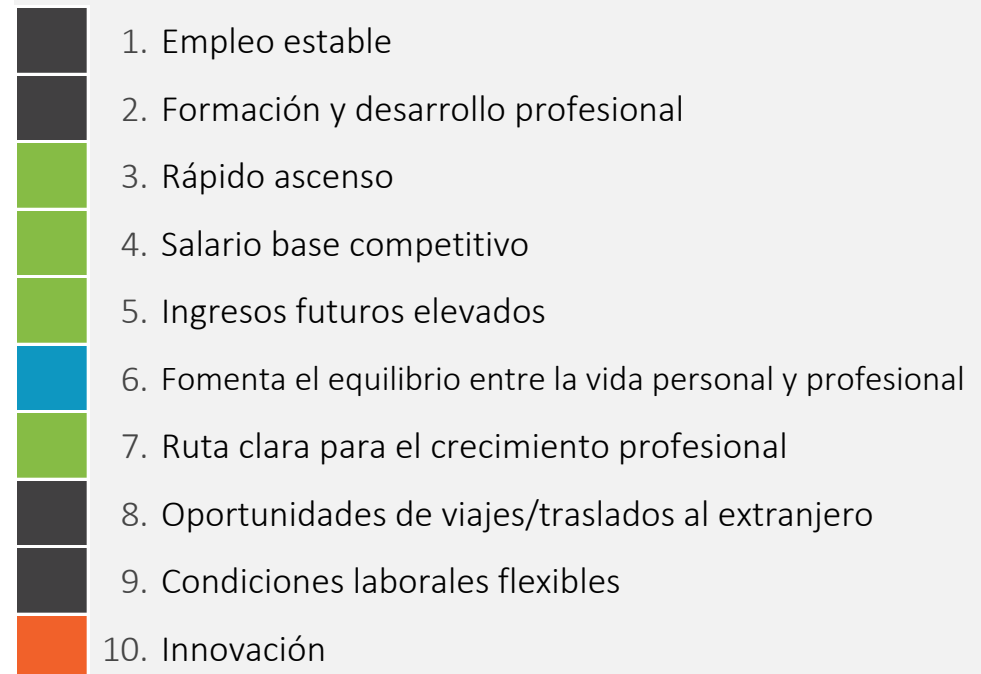 1. Empleo estable
2. Formación y desarrollo profesional
3. Rápido ascenso
4. Salario base competitivo
5. Ingresos futuros elevados
6. Fomenta el equilibrio entre la vida personal y profesional
7. Ruta clara para el crecimiento profesional
8. Oportunidades de viajes/traslados al extranjero
9. Condiciones laborales flexibles
10. Innovación